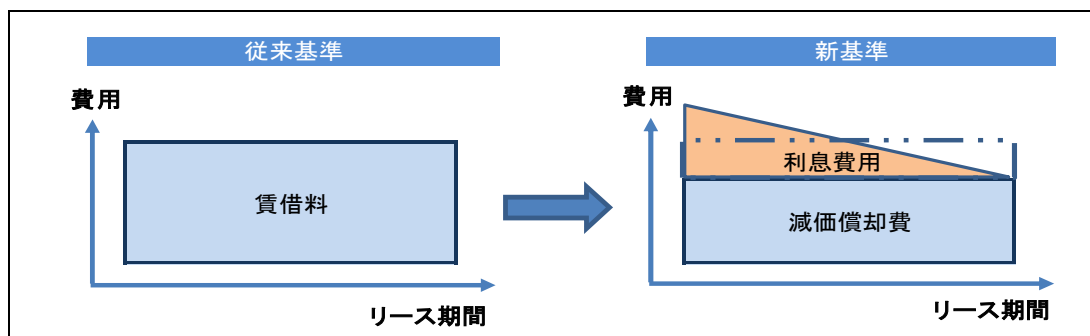 従来基準
費用
賃借料
リース期間
新基準
費用
利息費用
減価償却費
リース期間